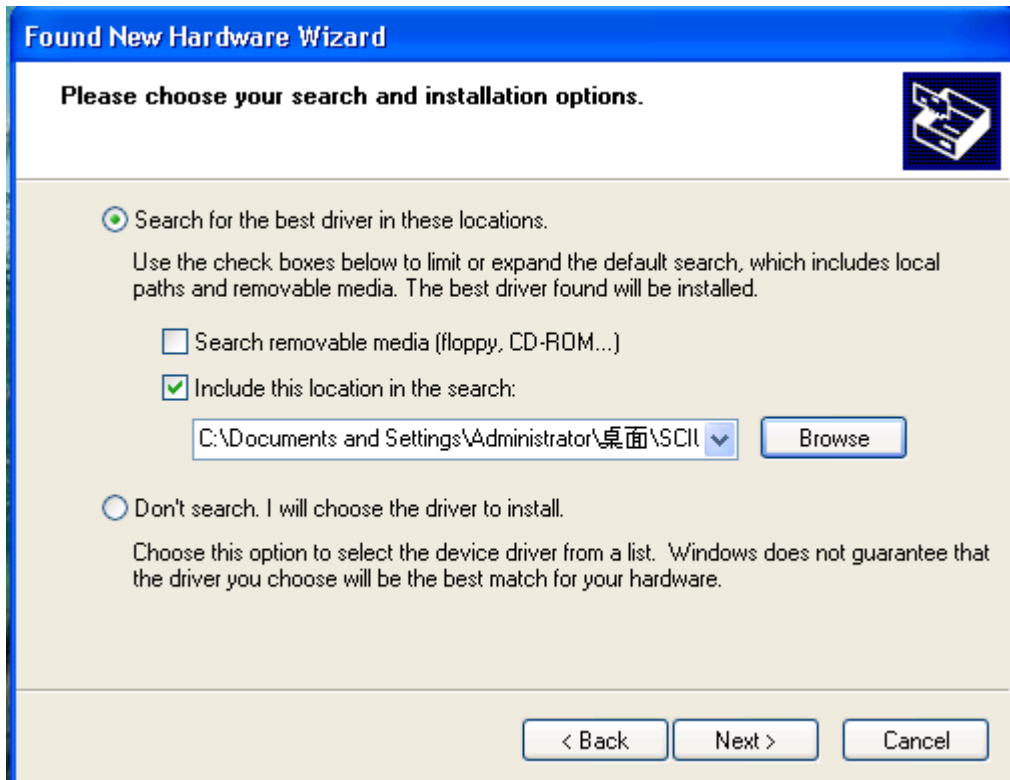 Found New Hardware Wizard
Please choose your search and installation options.
Search for the best driver in these locations.
Use the check boxes below to limit or expand the default search, which includes local
paths and removable media. The best driver found will be installed.
Search removable media (floppy, CD-ROM...)
Include this location in the search:
C:\Documents and Settings\Administrator\桌面\SCIU
Browse
Don't search. I will choose the driver to install.
Choose this option to select the device driver from a list. Windows does not guarantee that
the driver you choose will be the best match for your hardware.
< Back
Next >
Cancel